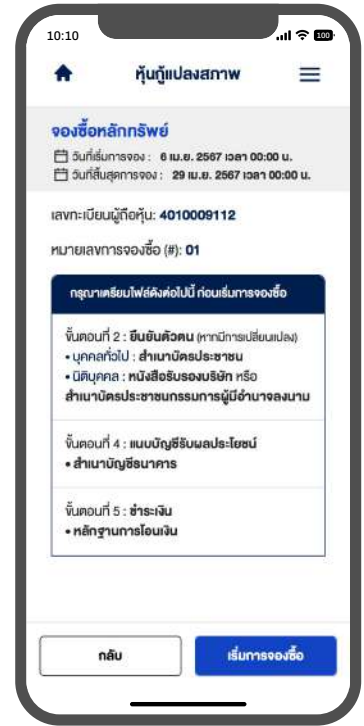 10:10
100
หุ้นกู้แปลงสภาพ
จองซื้อหลักทรัพย์
วันที่เริ่มการจอง : 6 เม.ย. 2567 เวลา 00:00 น.
วันที่สิ้นสุดการจอง : 29 เม.ย. 2567 เวลา 00:00 น.
เลขทะเบียนผู้ถือหุ้น: 4010009112
หมายเลขการจองซื้อ (#): 01
กรุณาเตรียมไฟล์ดังต่อไปนี้ ก่อนเริ่มการจองซื้อ
ขั้นตอนที่ 2 : ยืนยันตัวตน (หากมีการเปลี่ยนแปลง)
• บุคคลทั่วไป : สำเนาบัตรประชาชน
• นิติบุคคล : หนังสือรับรองบริษัท หรือ
สำเนาบัตรประชาชนกรรมการผู้มีอำนาจลงนาม
ขั้นตอนที่ 4 : แนบบัญชีรับผลประโยชน์
• สำเนาบัญชีธนาคาร
ขั้นตอนที่ 5 : ชำระเงิน
• หลักฐานการโอนเงิน
กลับ
เริ่มการจองซื้อ